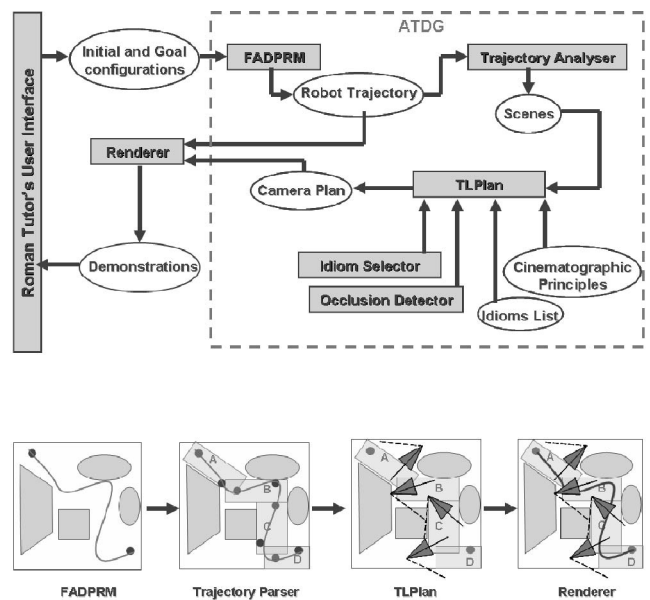 ATDG
Roman Tutor's User Interface
Initial and Goal
configurations
FADPRM
Trajectory Analyser
Robot Trajectory
Scenes
Renderer
Camera Plan
TLPlan
Demonstrations
Idiom Selector
Occlusion Detector
Cinematographic
Principles
Idioms List
A
B
C
D
A
B
C
D
A
B
C
D
FADPRM
Trajectory Parser
TLPlan
Renderer